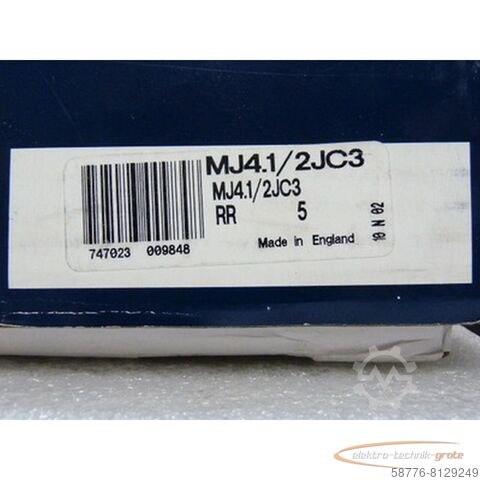 MJ4.1/2JC3
MJ4.1/2JC3
RR 5
Made in England
10 N 02
747023 009848
elektro-technik-grote
58776-8129249